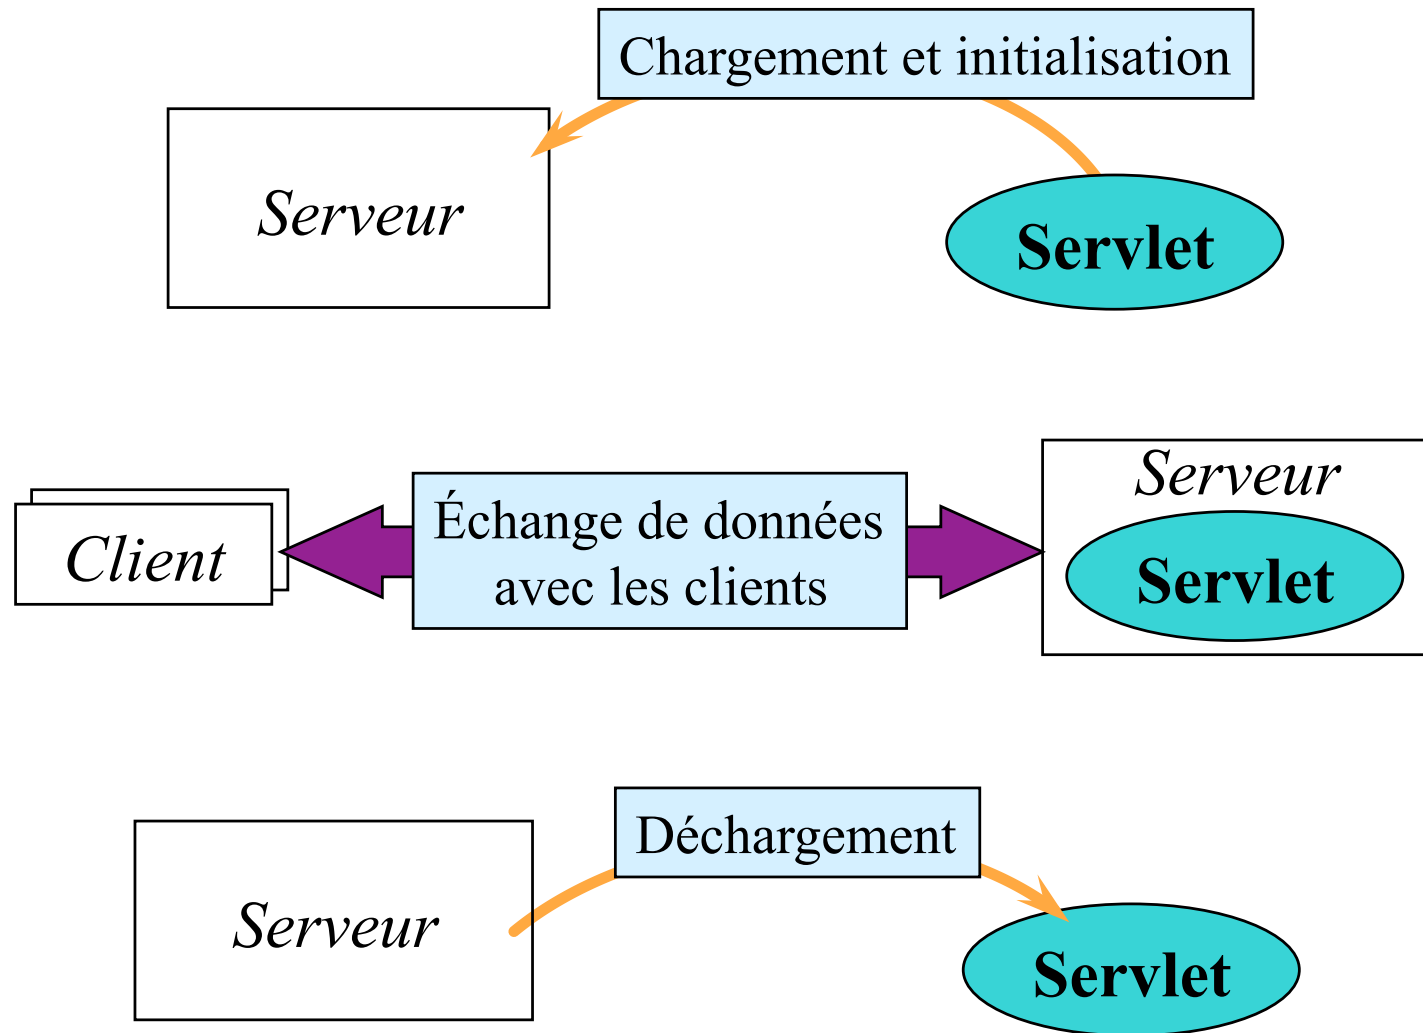 Chargement et initialisation
Serveur
Servlet
Serveur
Client
Échange de données
avec les clients
Servlet
Déchargement
Serveur
Servlet